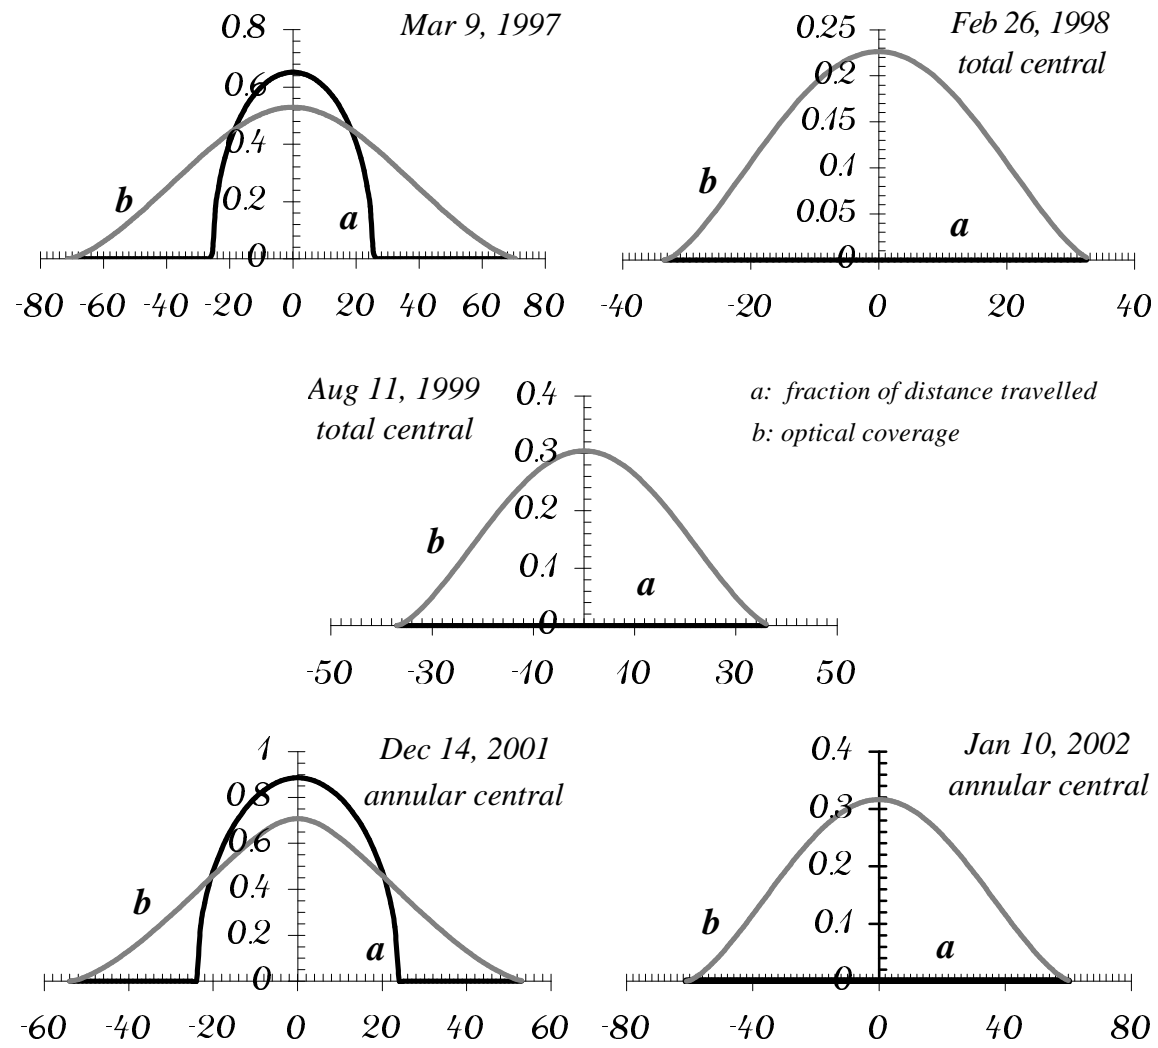 0.8
Mar 9, 1997
0.6
0.4
b
0.2
a
0
-80 -60 -40 -20 0 20 40 60 80
0.25
Feb 26, 1998
total central
0.2
0.15
b
0.1
0.05
a
0
-40 -20 0 20 40
Aug 11, 1999
total central
0.4
0.3
0.2
b
0.1
a
0
-50 -30 -10 10 30 50
a: fraction of distance travelled
b: optical coverage
1
Dec 14, 2001
annular central
0.8
0.6
b
0.4
0.2
a
0
-60 -40 -20 0 20 40 60
0.4
Jan 10, 2002
annular central
0.3
0.2
b
0.1
a
0
-80 -40 0 40 80